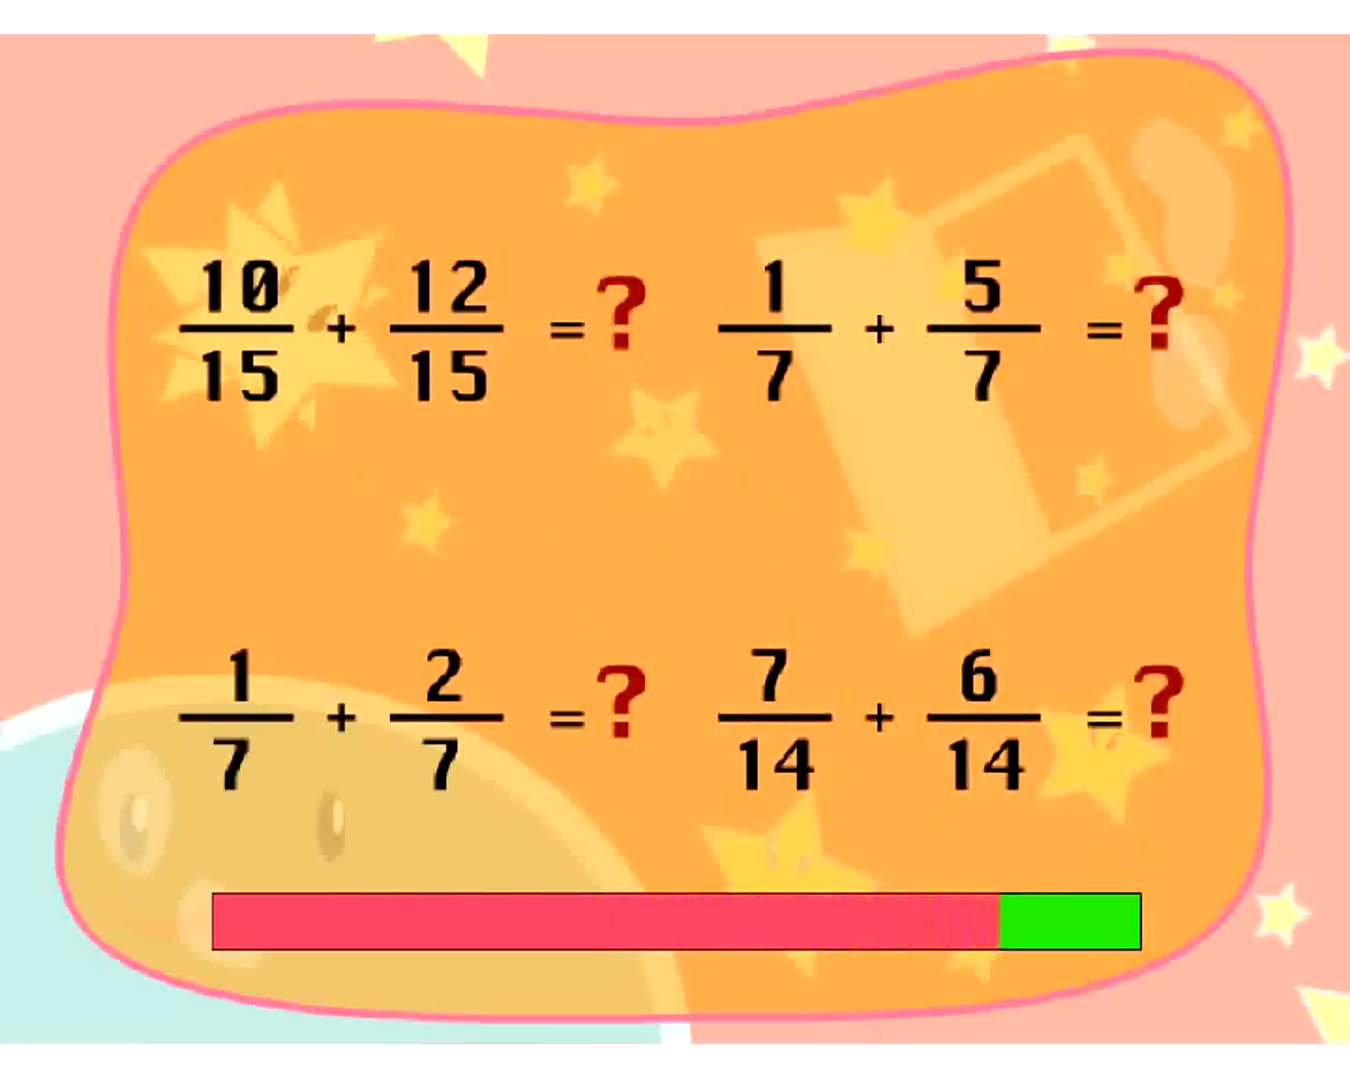 10/15 + 12/15 = ?
1/7 + 5/7 = ?
1/7 + 2/7 = ?
7/14 + 6/14 = ?